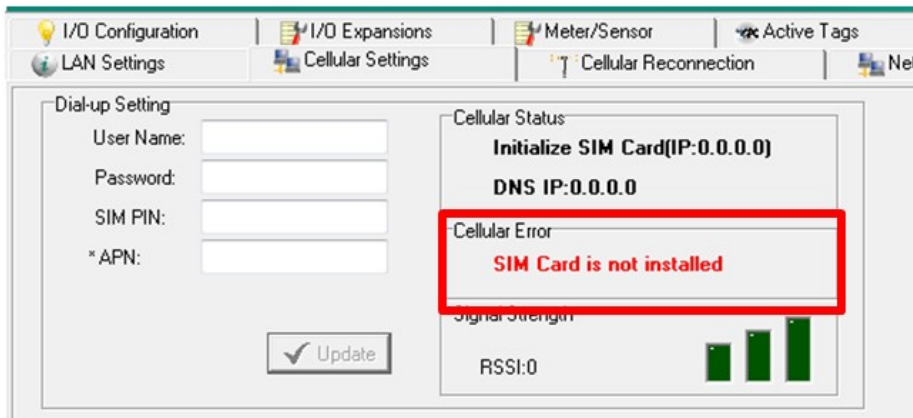 I/O Configuration
I/O Expansions
Meter/Sensor
Active Tags
LAN Settings
Cellular Settings
Cellular Reconnection
Net
Dial-up Setting
User Name:
Password:
SIM PIN:
* APN:
Update
Cellular Status
Initialize SIM Card(IP:0.0.0.0)
DNS IP:0.0.0.0
Cellular Error
SIM Card is not installed
Signal Strength
RSSI:0